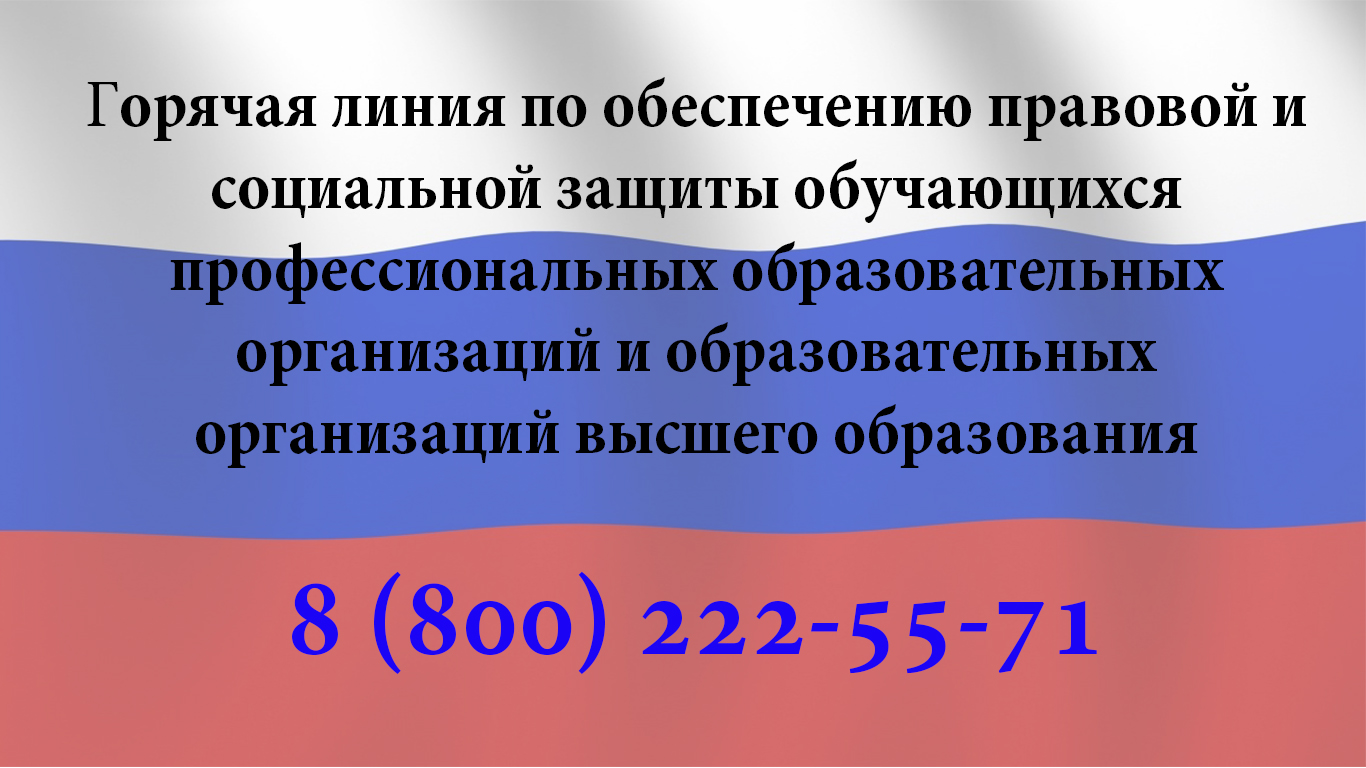 Горячая линия по обеспечению правовой и
социальной защиты обучающихся
профессиональных образовательных
организаций и образовательных
организаций высшего образования
8 (800) 222-55-71